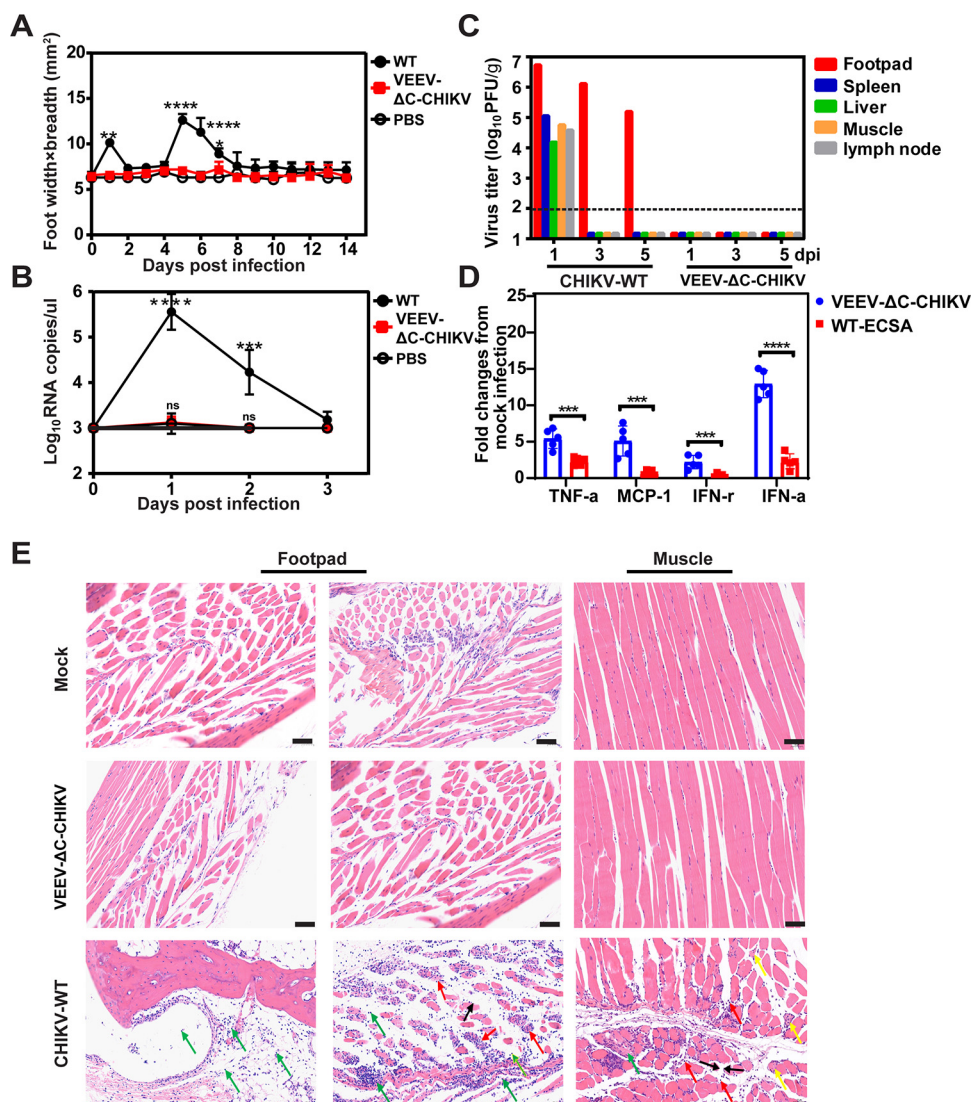 A
Foot width×breadth (mm²)
20
15
10
5
0
**
****
****
*
0 2 4 6 8 10 12 14
Days post infection
WT
VEEV-
ΔC-CHIKV
PBS
B
Log₁₀RNA copies/ul
6
5
4
3
2
****
***
ns
ns
0 1 2 3
Days post infection
WT
VEEV-
ΔC-CHIKV
PBS
C
Virus titer (log₁₀PFU/g)
7
6
5
4
3
2
1
1 3 5 1 3 5 dpi
CHIKV-WT VEEV-ΔC-CHIKV
Footpad
Spleen
Liver
Muscle
lymph node
D
Fold changes from
mock infection
25
20
15
10
5
0
***
***
***
****
TNF-a MCP-1 IFN-r IFN-a
VEEV-ΔC-CHIKV
WT-ECSA
E
Footpad Muscle
Mock
VEEV-ΔC-CHIKV
CHIKV-WT